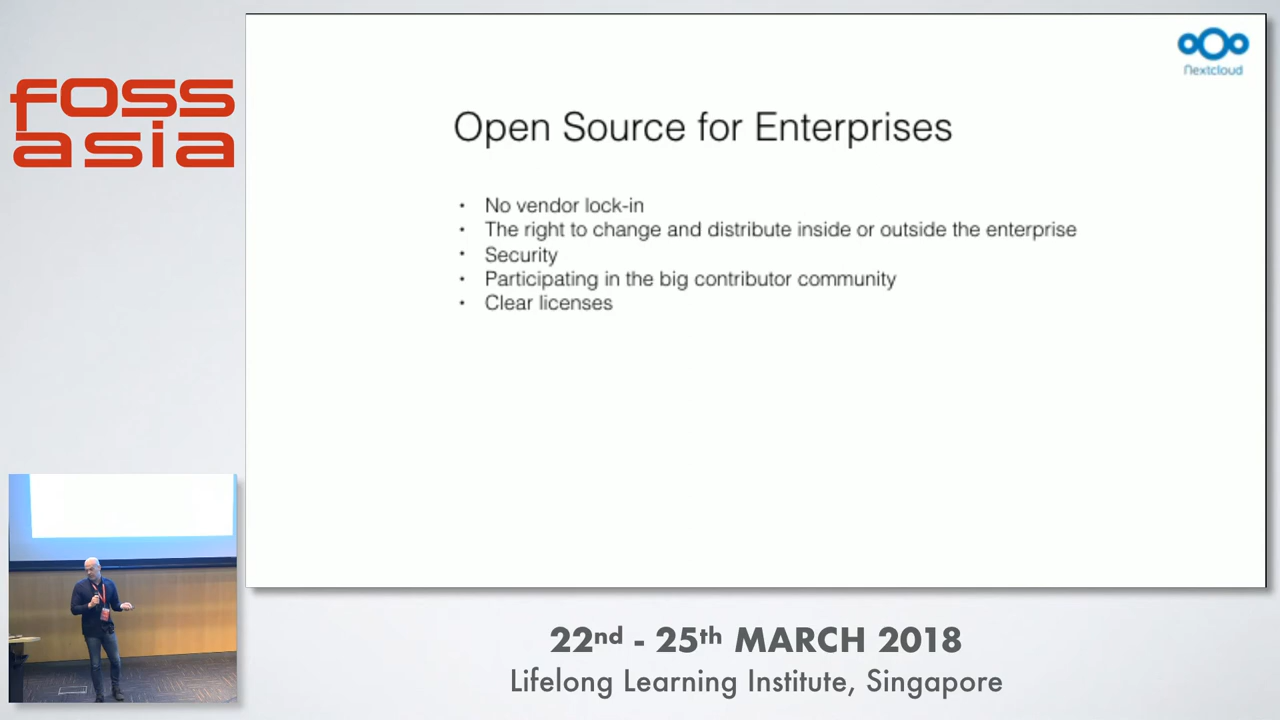 foss
asia
nextcloud
Open Source for Enterprises
• No vendor lock-in
• The right to change and distribute inside or outside the enterprise
• Security
• Participating in the big contributor community
• Clear licenses
22nd - 25th MARCH 2018
Lifelong Learning Institute, Singapore